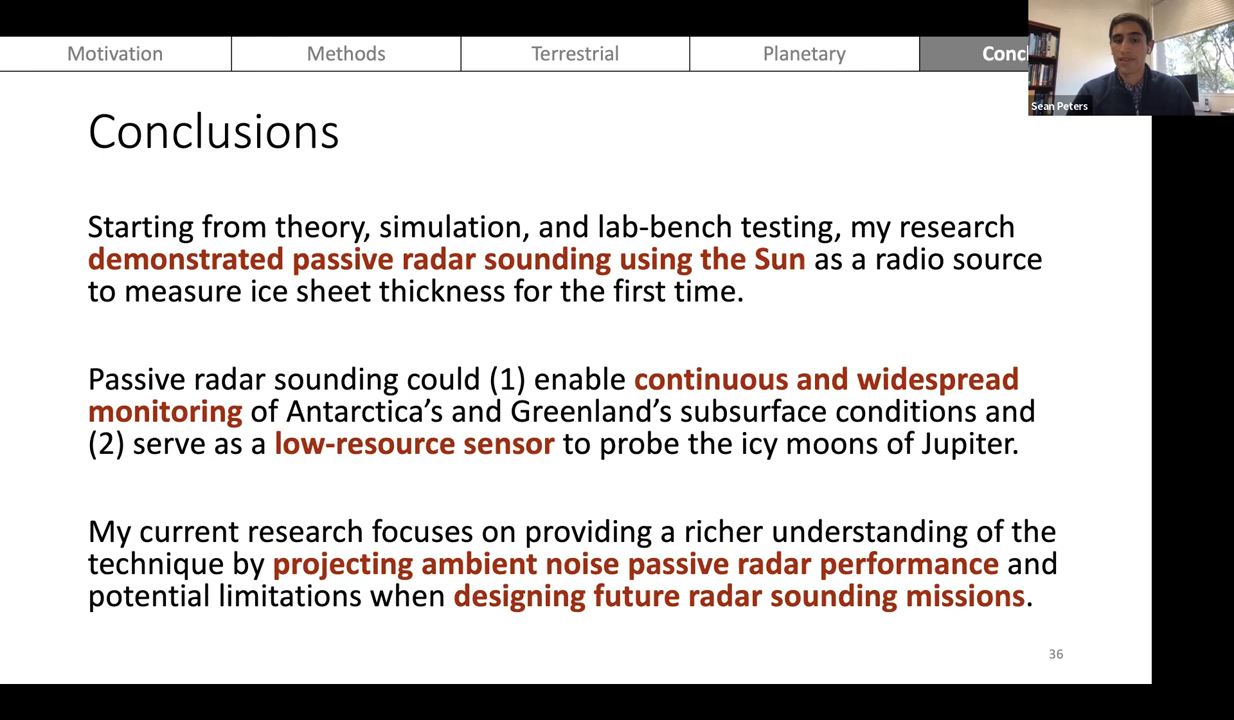 Motivation
Methods
Terrestrial
Planetary
Sean Peters
Conclusions
Starting from theory, simulation, and lab-bench testing, my research
demonstrated passive radar sounding using the Sun as a radio source
to measure ice sheet thickness for the first time.
Passive radar sounding could (1) enable continuous and widespread
monitoring of Antarctica’s and Greenland’s subsurface conditions and
(2) serve as a low-resource sensor to probe the icy moons of Jupiter.
My current research focuses on providing a richer understanding of the
technique by projecting ambient noise passive radar performance and
potential limitations when designing future radar sounding missions.
36